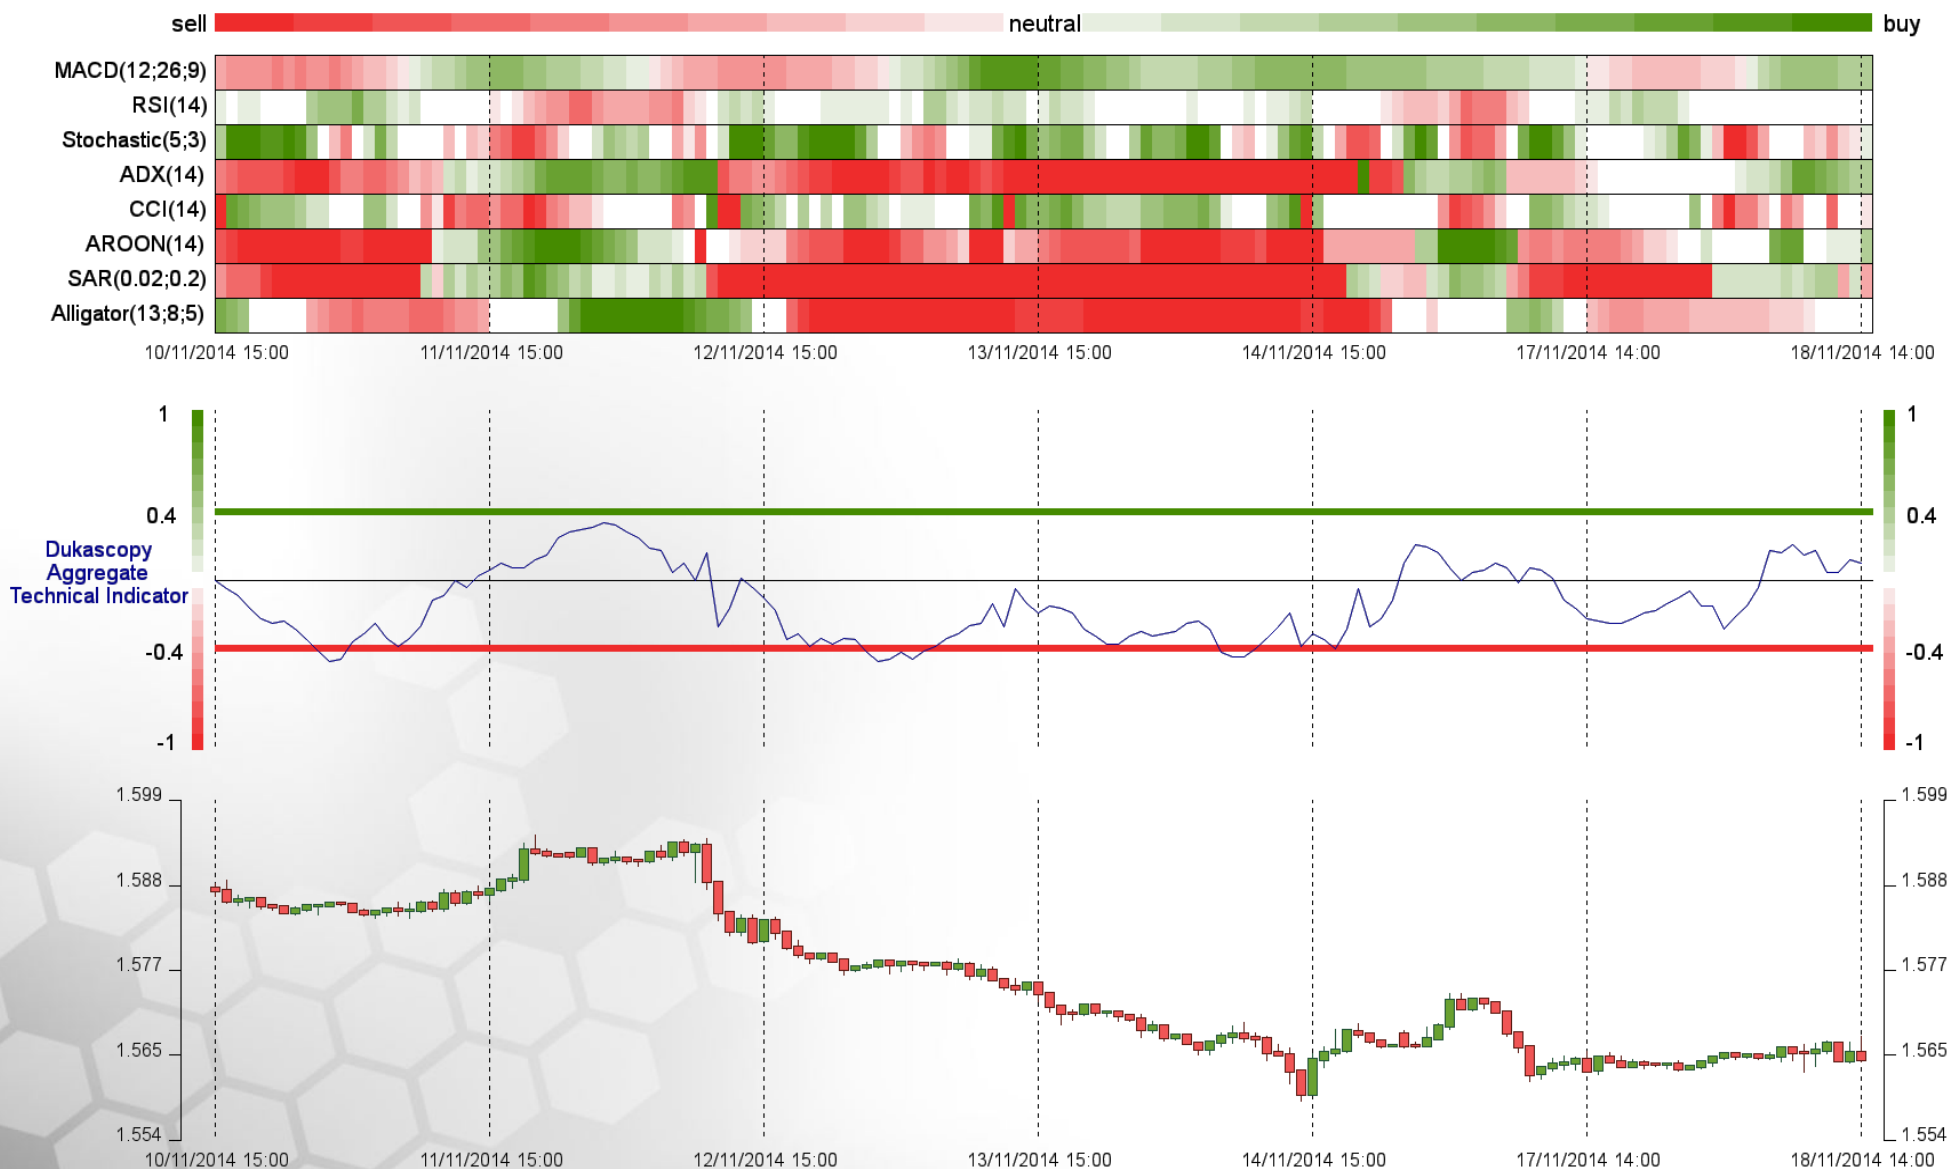 sell neutral buy
MACD(12;26;9)
RSI(14)
Stochastic(5;3)
ADX(14)
CCI(14)
AROON(14)
SAR(0.02;0.2)
Alligator(13;8;5)
10/11/2014 15:00 11/11/2014 15:00 12/11/2014 15:00 13/11/2014 15:00 14/11/2014 15:00 17/11/2014 14:00 18/11/2014 14:00
1 1
0.4 0.4
Dukascopy
Aggregate
Technical Indicator
-0.4 -0.4
-1 -1
1.599 1.599
1.588 1.588
1.577 1.577
1.565 1.565
1.554 1.554
10/11/2014 15:00 11/11/2014 15:00 12/11/2014 15:00 13/11/2014 15:00 14/11/2014 15:00 17/11/2014 14:00 18/11/2014 14:00